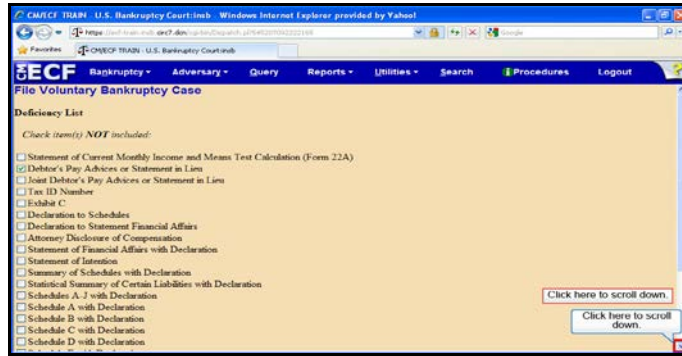 CM/ECF TRAIN - U.S. Bankruptcy Court:innb - Windows Internet Explorer provided by Yahoo!
Google
Favorites CM/ECF TRAIN - U.S. Bankruptcy Court:innb
ECF Bankruptcy Adversary Query Reports Utilities Search Procedures Logout
File Voluntary Bankruptcy Case
Deficiency List
Check item(s) NOT included:
Statement of Current Monthly Income and Means Test Calculation (Form 22A)
Debtor's Pay Advices or Statement in Lieu
Joint Debtor's Pay Advices or Statement in Lieu
Tax ID Number
Exhibit C
Declaration to Schedules
Declaration to Statement Financial Affairs
Attorney Disclosure of Compensation
Statement of Financial Affairs with Declaration
Statement of Intention
Summary of Schedules with Declaration
Statistical Summary of Certain Liabilities with Declaration
Schedules A-J with Declaration
Schedule A with Declaration
Schedule B with Declaration
Schedule C with Declaration
Schedule D with Declaration
Click here to scroll down.
Click here to scroll
down.